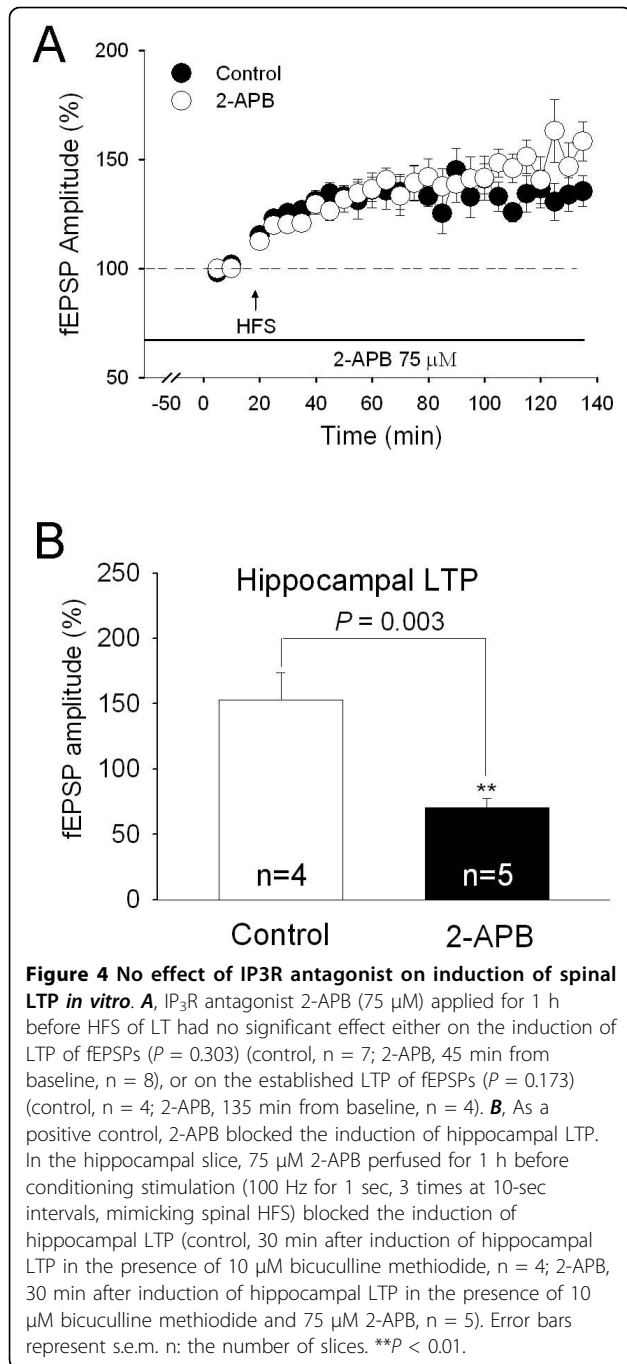 A
200
150
100
50
fEPSP Amplitude (%)
Control
2-APB
HFS
2-APB 75 μM
-50 0 20 40 60 80 100 120 140
Time (min)
B
250
200
150
100
50
0
fEPSP amplitude (%)
Hippocampal LTP
P = 0.003
**
n=4 n=5
Control 2-APB
Figure 4 No effect of IP3R antagonist on induction of spinal
LTP in vitro. A, IP₃R antagonist 2-APB (75 μM) applied for 1 h
before HFS of LT had no significant effect either on the induction of
LTP of fEPSPs (P = 0.303) (control, n = 7; 2-APB, 45 min from
baseline, n = 8), or on the established LTP of fEPSPs (P = 0.173)
(control, n = 4; 2-APB, 135 min from baseline, n = 4). B, As a
positive control, 2-APB blocked the induction of hippocampal LTP.
In the hippocampal slice, 75 μM 2-APB perfused for 1 h before
conditioning stimulation (100 Hz for 1 sec, 3 times at 10-sec
intervals, mimicking spinal HFS) blocked the induction of
hippocampal LTP (control, 30 min after induction of hippocampal
LTP in the presence of 10 μM bicuculline methiodide, n = 4; 2-APB,
30 min after induction of hippocampal LTP in the presence of 10
μM bicuculline methiodide and 75 μM 2-APB, n = 5). Error bars
represent s.e.m. n: the number of slices. **P < 0.01.